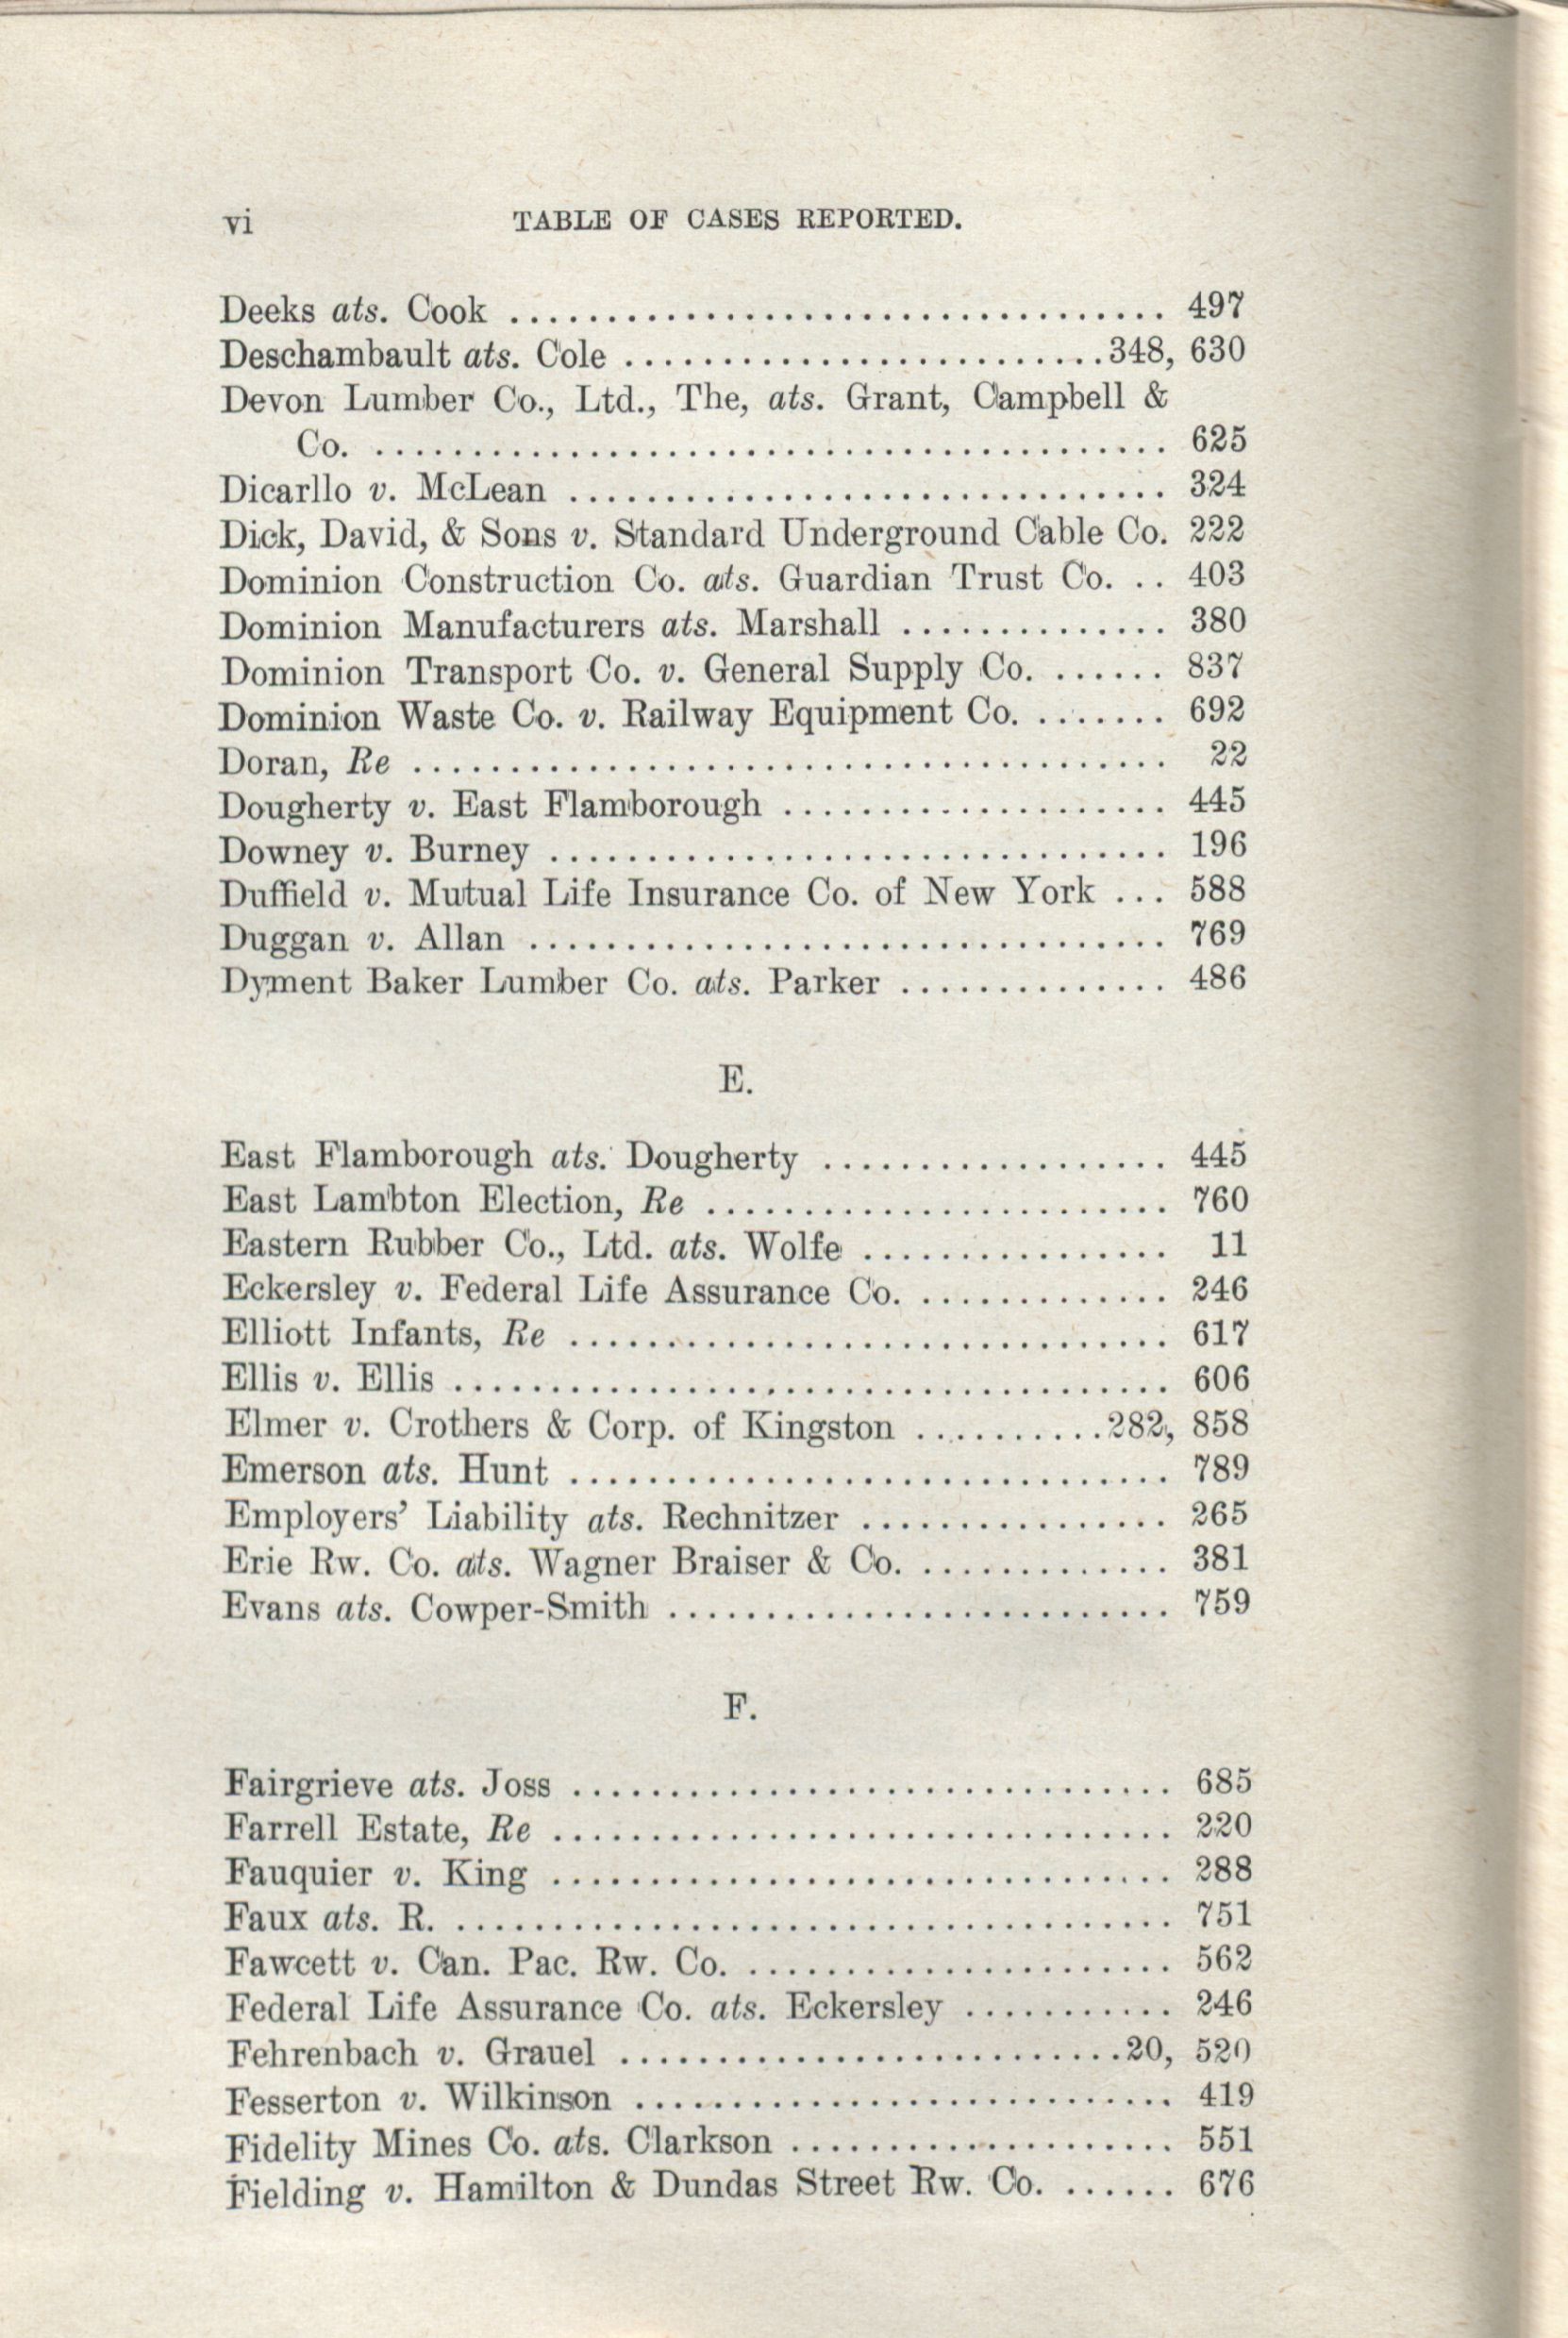 vi TABLE OF CASES REPORTED.
Deeks ats. Cook .................................. 497
Deschambault ats. Cole .........................348, 630
Devon Lumber Co., Ltd., The, ats. Grant, Campbell &
Co. ......................................... 625
Dicarllo v. McLean ............................... 324
Dick, David, & Sons v. Standard Underground Cable Co. 222
Dominion Construction Co. ats. Guardian Trust Co. .. 403
Dominion Manufacturers ats. Marshall .............. 380
Dominion Transport Co. v. General Supply Co. ...... 837
Dominion Waste Co. v. Railway Equipment Co. ....... 692
Doran, Re ....................................... 22
Dougherty v. East Flamborough .................... 445
Downey v. Burney ................................ 196
Duffield v. Mutual Life Insurance Co. of New York ... 588
Duggan v. Allan ................................. 769
Dyment Baker Lumber Co. ats. Parker .............. 486
E.
East Flamborough ats. Dougherty .................. 445
East Lambton Election, Re ........................ 760
Eastern Rubber Co., Ltd. ats. Wolfe ................ 11
Eckersley v. Federal Life Assurance Co. ............. 246
Elliott Infants, Re ............................... 617
Ellis v. Ellis ..................................... 606
Elmer v. Crothers & Corp. of Kingston ..........282, 858
Emerson ats. Hunt ............................... 789
Employers' Liability ats. Rechnitzer ................ 265
Erie Rw. Co. ats. Wagner Braiser & Co. ............. 381
Evans ats. Cowper-Smith .......................... 759
F.
Fairgrieve ats. Joss ............................... 685
Farrell Estate, Re ................................ 220
Fauquier v. King ................................ 288
Faux ats. R. ..................................... 751
Fawcett v. Can. Pac. Rw. Co. ...................... 562
Federal Life Assurance Co. ats. Eckersley ........... 246
Fehrenbach v. Grauel ..........................20, 520
Fesserton v. Wilkinson ............................ 419
Fidelity Mines Co. ats. Clarkson .................... 551
Fielding v. Hamilton & Dundas Street Rw. Co. ...... 676